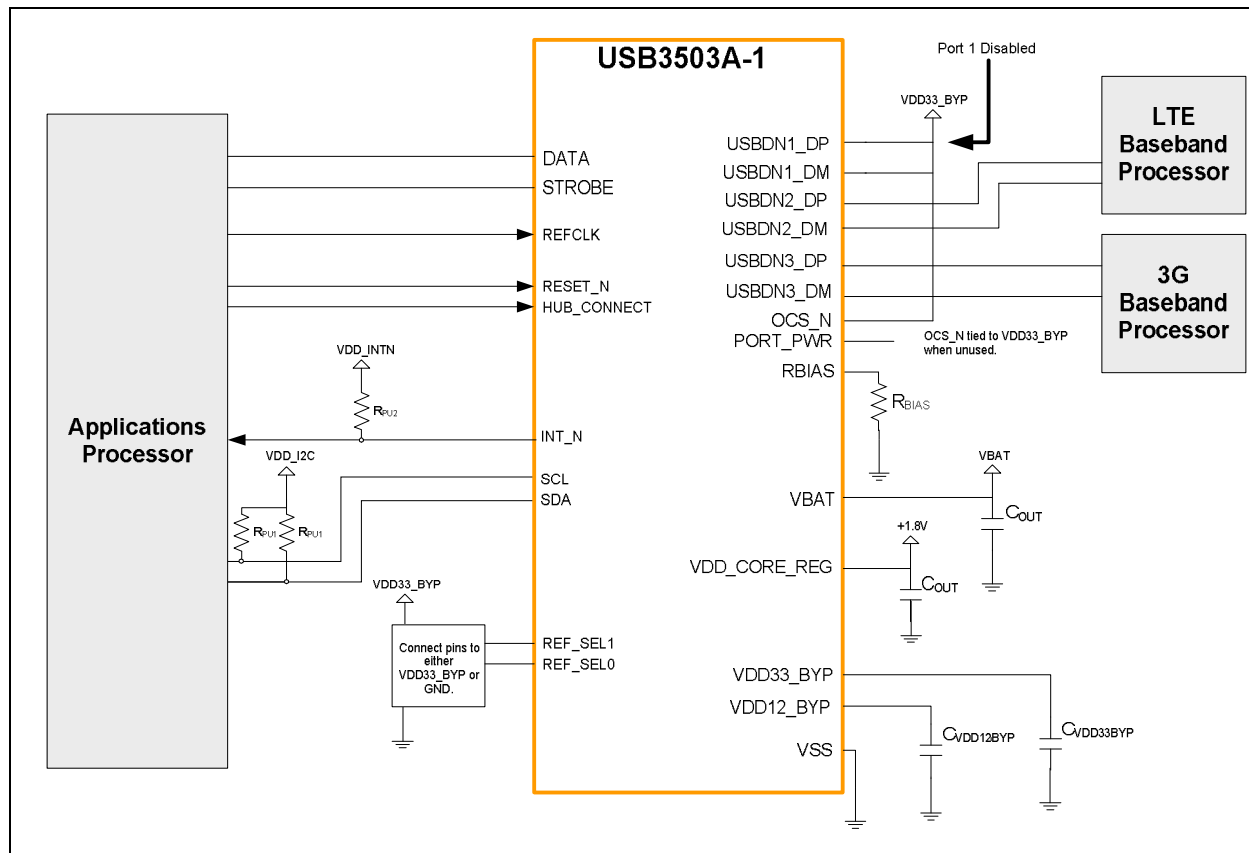 USB3503A-1
Port 1 Disabled
VDD33_BYP
LTE
Baseband
Processor
3G
Baseband
Processor
Applications
Processor
DATA
STROBE
REFCLK
RESET_N
HUB_CONNECT
VDD_INTN
RPU2
INT_N
VDD_I2C
SCL
SDA
RPU1
RPU1
VDD33_BYP
Connect pins to
either
VDD33_BYP or
GND.
REF_SEL1
REF_SEL0
USBDN1_DP
USBDN1_DM
USBDN2_DP
USBDN2_DM
USBDN3_DP
USBDN3_DM
OCS_N
PORT_PWR
OCS_N tied to VDD33_BYP
when unused.
RBIAS
RBIAS
VBAT
VBAT
COUT
+1.8V
VDD_CORE_REG
COUT
VDD33_BYP
VDD12_BYP
CVDD12BYP
CVDD33BYP
VSS